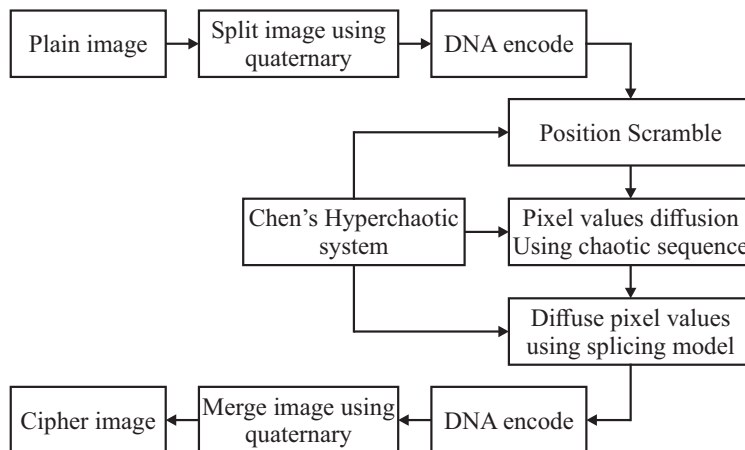 Plain image
Split image using
quaternary
DNA encode
Position Scramble
Chen's Hyperchaotic
system
Pixel values diffusion
Using chaotic sequence
Diffuse pixel values
using splicing model
Cipher image
Merge image using
quaternary
DNA encode